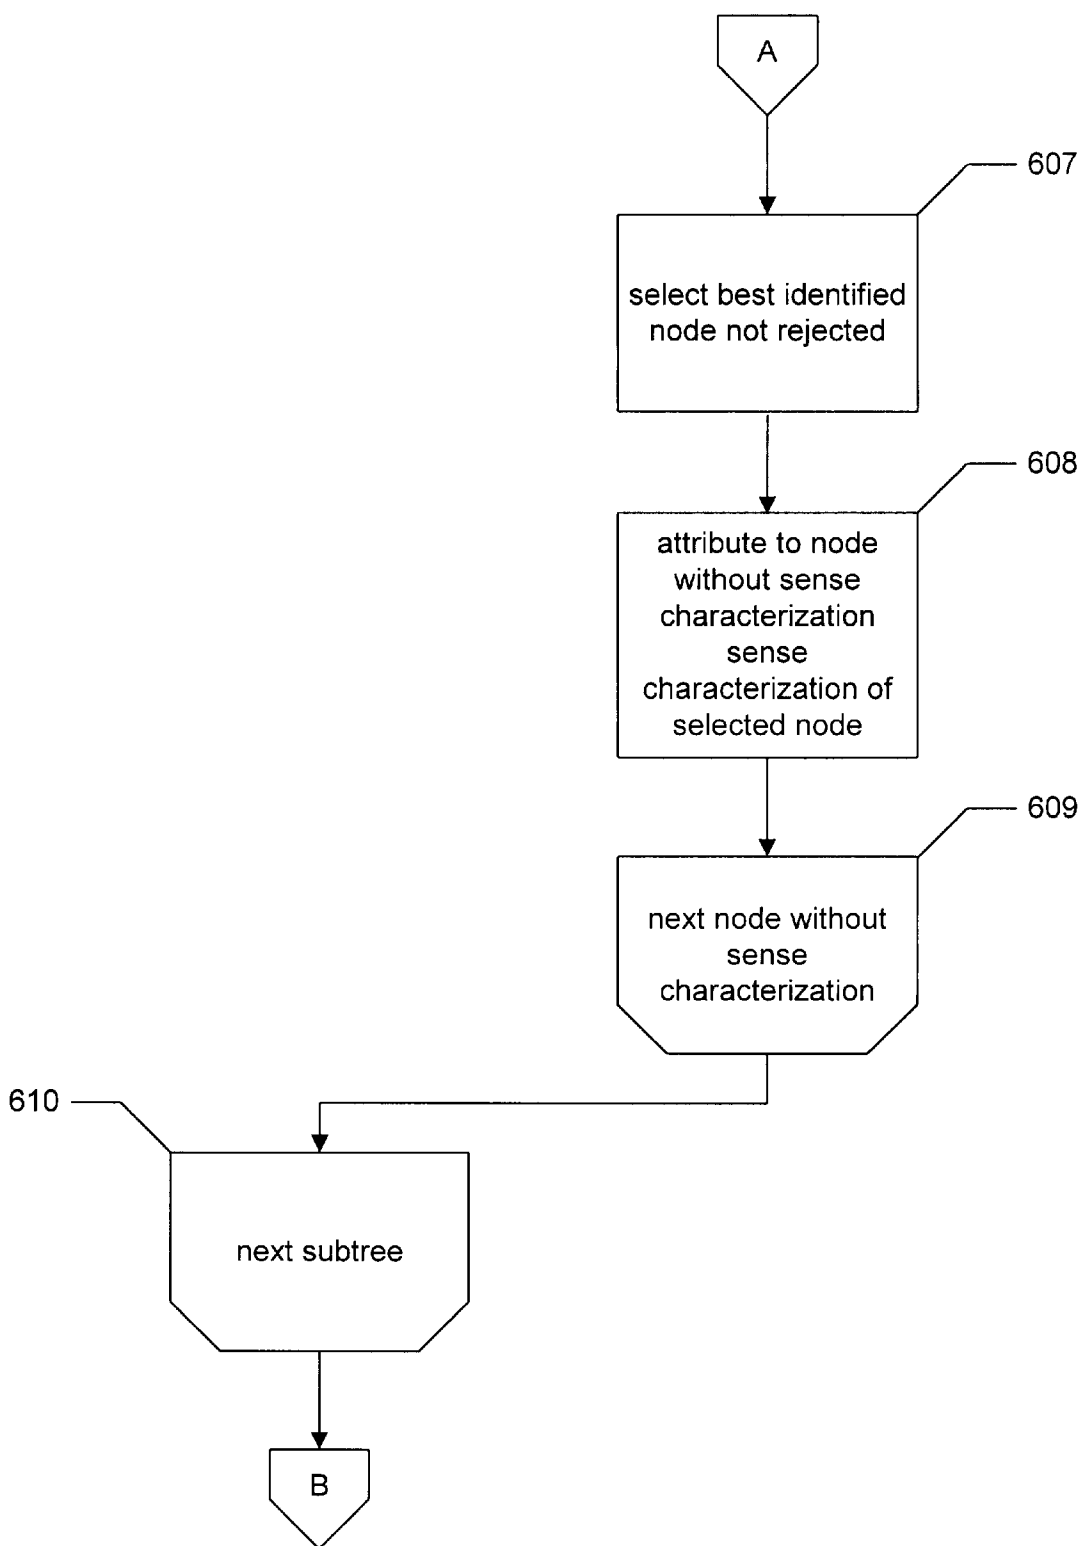 A
607
select best identified
node not rejected
608
attribute to node
without sense
characterization
sense
characterization of
selected node
609
next node without
sense
characterization
610
next subtree
B